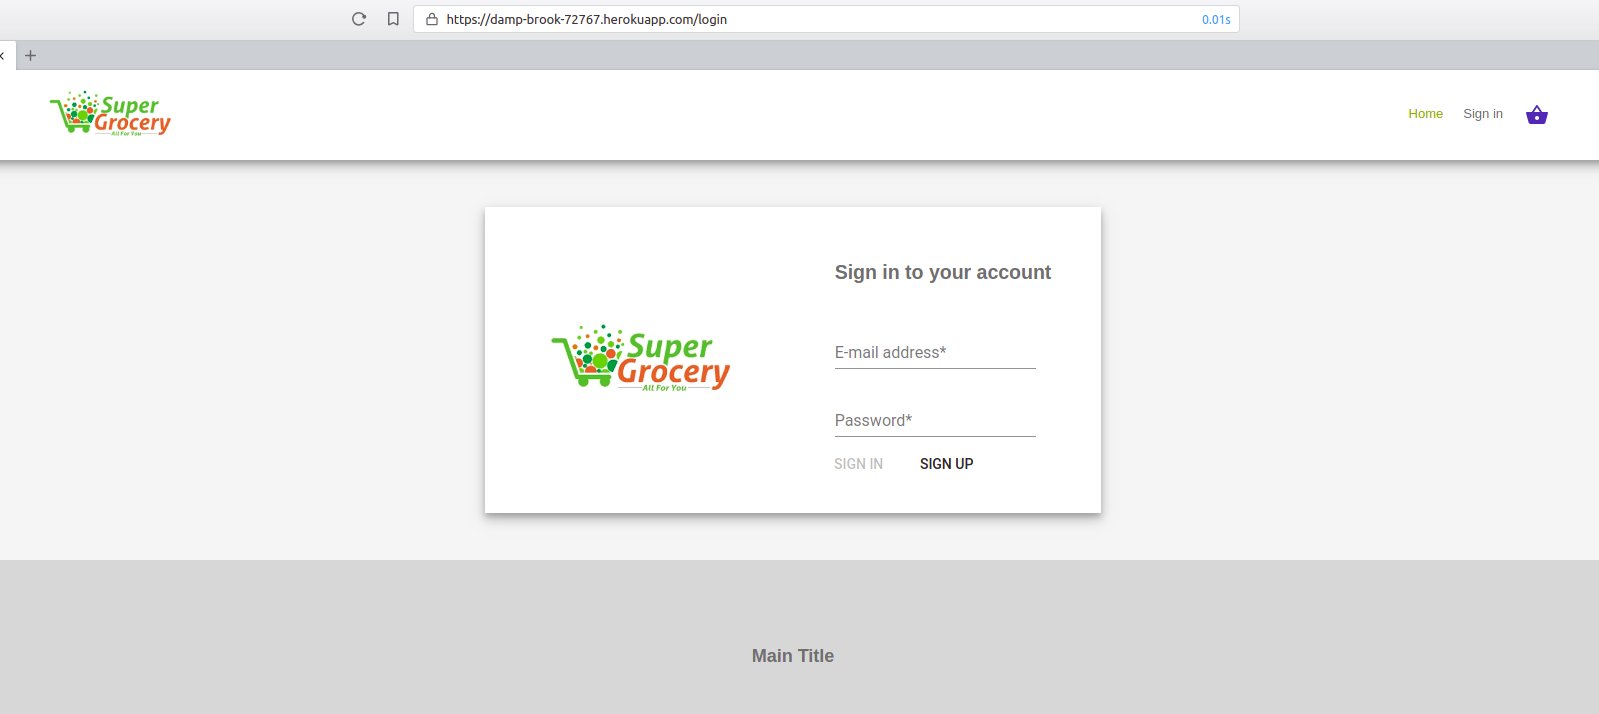 https://damp-brook-72767.herokuapp.com/login 0.01s
Super
Grocery
All For You
Home Sign in
Sign in to your account
Super
Grocery
All For You
E-mail address*
Password*
SIGN IN SIGN UP
Main Title